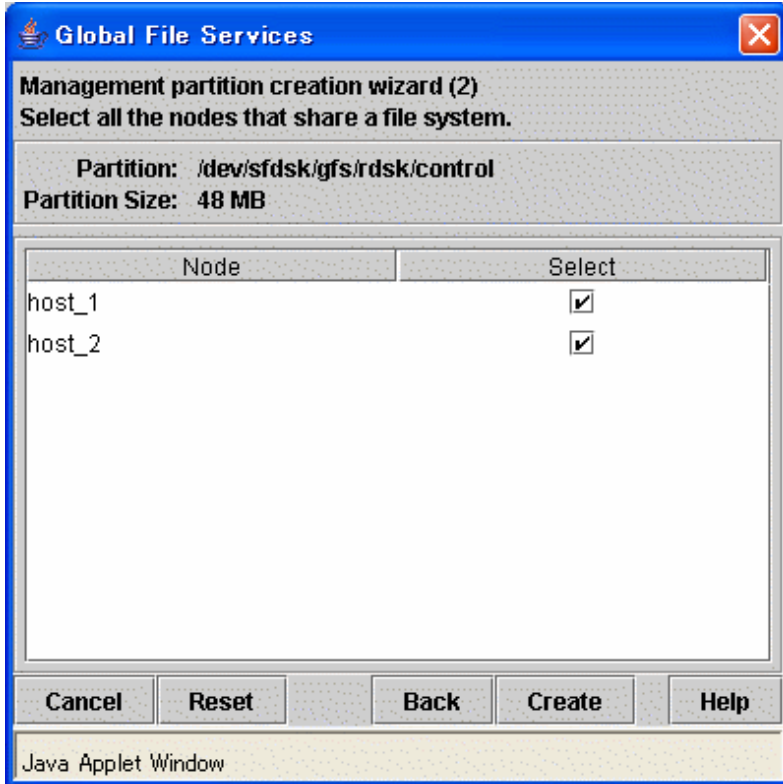 Global File Services
Management partition creation wizard (2)
Select all the nodes that share a file system.
Partition: /dev/sfdsk/gfs/rdsk/control
Partition Size: 48 MB
Node Select
host_1
host_2
Cancel Reset Back Create Help
Java Applet Window